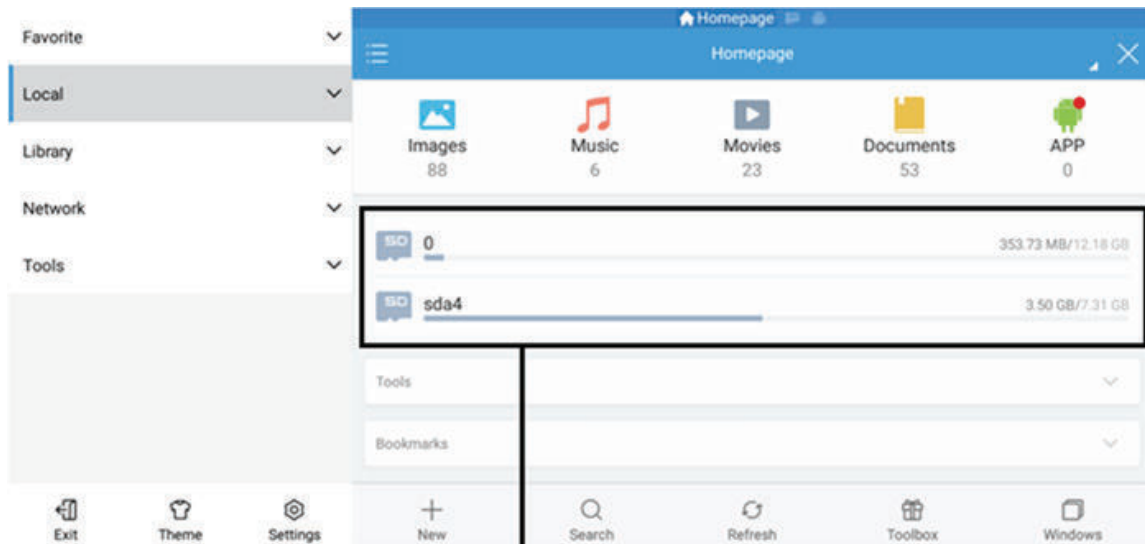 Favorite
Local
Library
Network
Tools
Exit
Theme
Settings
Homepage
Homepage
Images
88
Music
6
Movies
23
Documents
53
APP
0
SD 0 353.73 MB/12.18 GB
SD sda4 3.50 GB/7.31 GB
Tools
Bookmarks
New
Search
Refresh
Toolbox
Windows